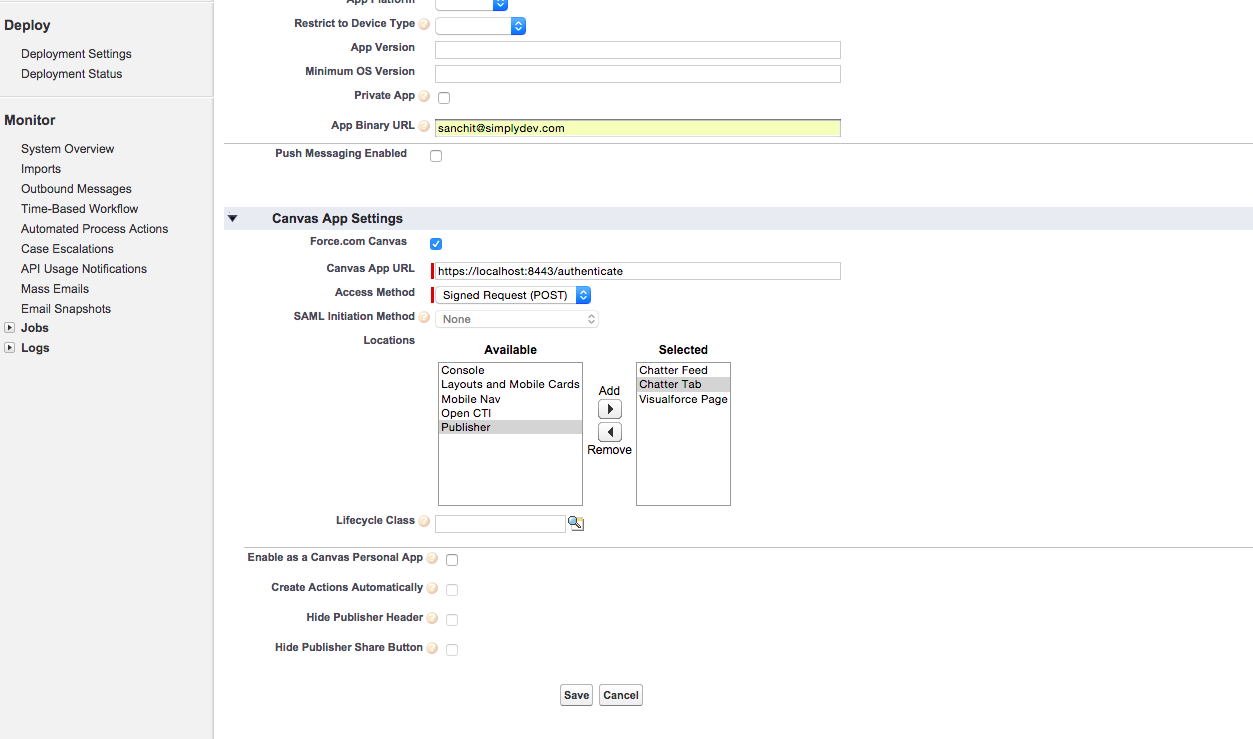 Deploy
Deployment Settings
Deployment Status
Monitor
System Overview
Imports
Outbound Messages
Time-Based Workflow
Automated Process Actions
Case Escalations
API Usage Notifications
Mass Emails
Email Snapshots
Jobs
Logs
App Platform
Restrict to Device Type ?
App Version
Minimum OS Version
Private App ?
App Binary URL ? sanchit@simplydev.com
Push Messaging Enabled
Canvas App Settings
Force.com Canvas
Canvas App URL https://localhost:8443/authenticate
Access Method Signed Request (POST)
SAML Initiation Method ? None
Locations
Available
Console
Layouts and Mobile Cards
Mobile Nav
Open CTI
Publisher
Add
Remove
Selected
Chatter Feed
Chatter Tab
Visualforce Page
Lifecycle Class ?
Enable as a Canvas Personal App ?
Create Actions Automatically ?
Hide Publisher Header ?
Hide Publisher Share Button ?
Save Cancel